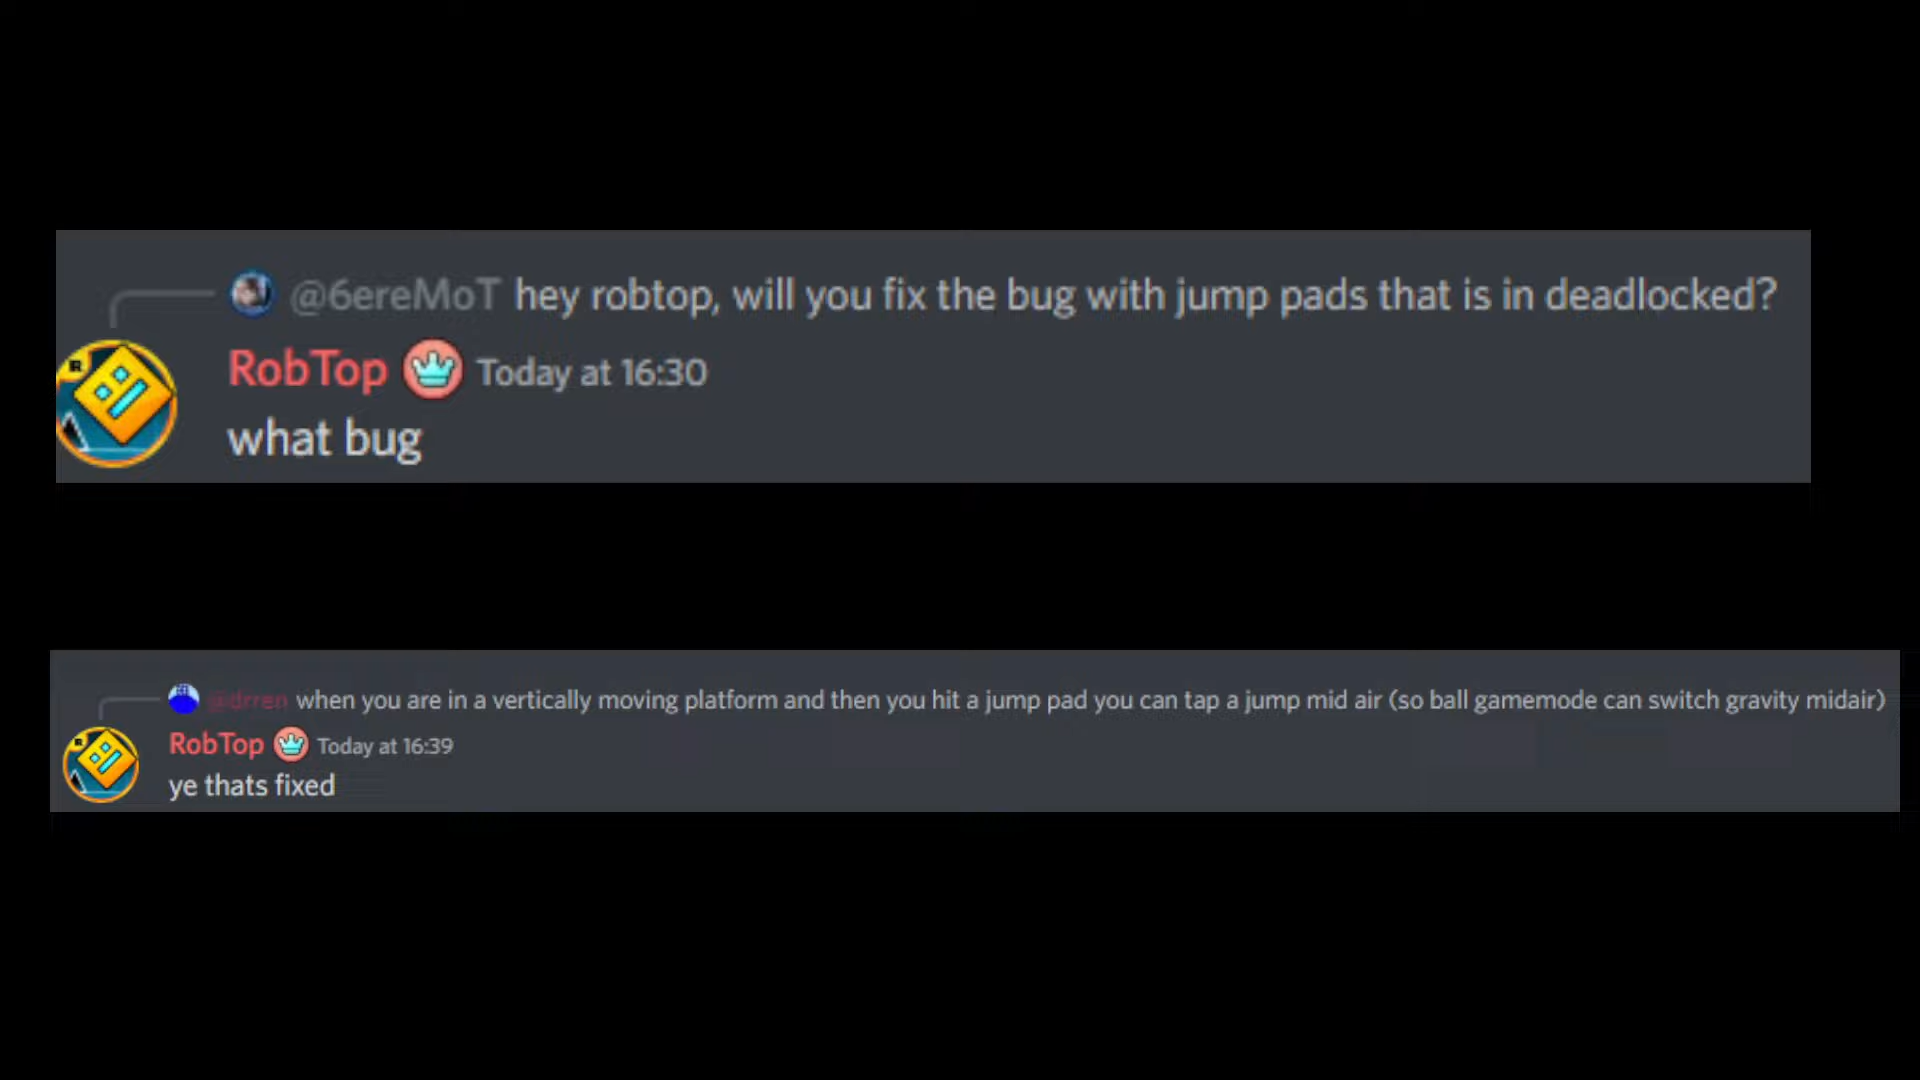 @6ereMoT hey robtop, will you fix the bug with jump pads that is in deadlocked?
RobTop Today at 16:30
what bug
@drren when you are in a vertically moving platform and then you hit a jump pad you can tap a jump mid air (so ball gamemode can switch gravity midair)
RobTop Today at 16:39
ye thats fixed